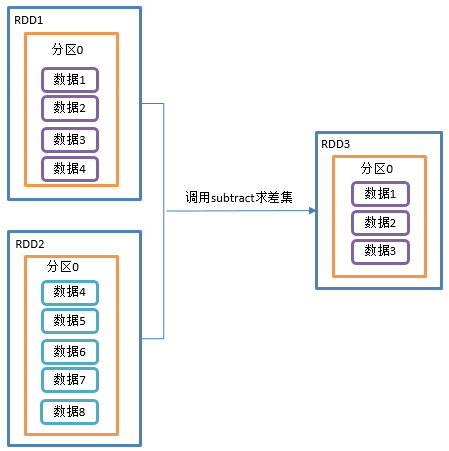 RDD1
分区0
数据1
数据2
数据3
数据4
RDD2
分区0
数据4
数据5
数据6
数据7
数据8
调用subtract求差集
RDD3
分区0
数据1
数据2
数据3